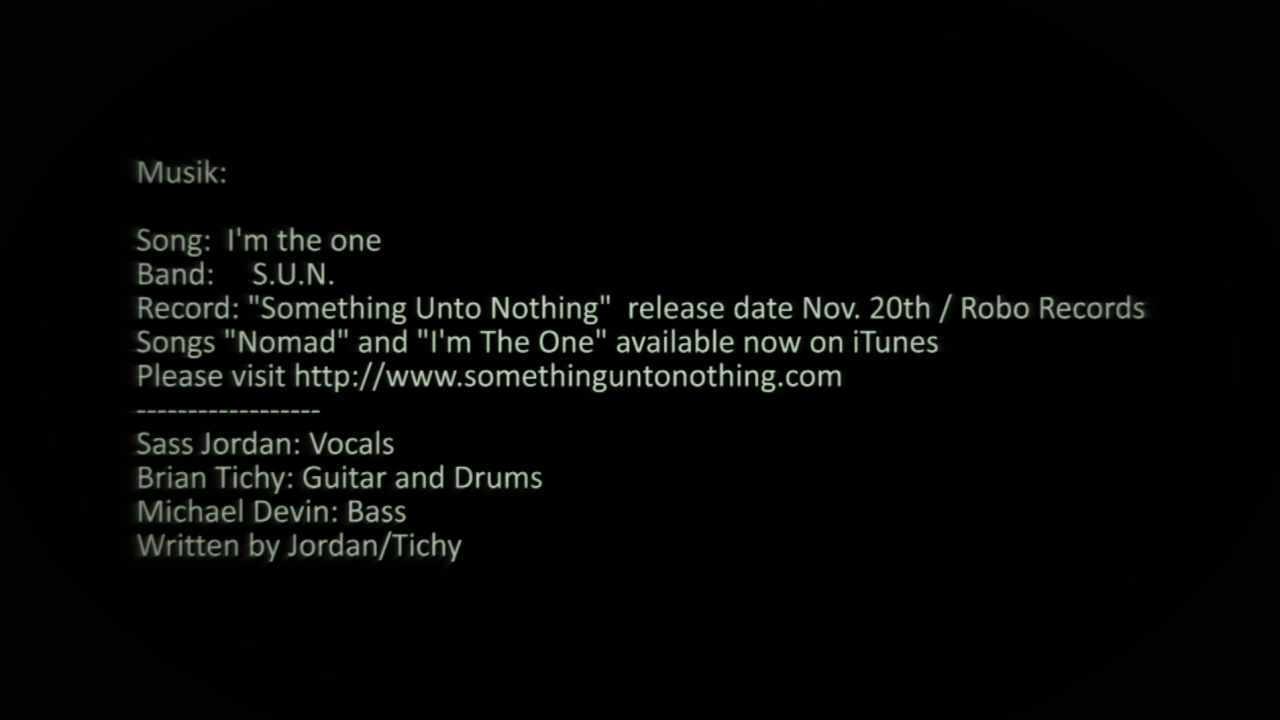 Musik:
Song:  I'm the one
Band:     S.U.N.
Record: "Something Unto Nothing"  release date Nov. 20th / Robo Records
Songs "Nomad" and "I'm The One" available now on iTunes
Please visit http://www.somethinguntonothing.com
------------------
Sass Jordan: Vocals
Brian Tichy: Guitar and Drums
Michael Devin: Bass
Written by Jordan/Tichy